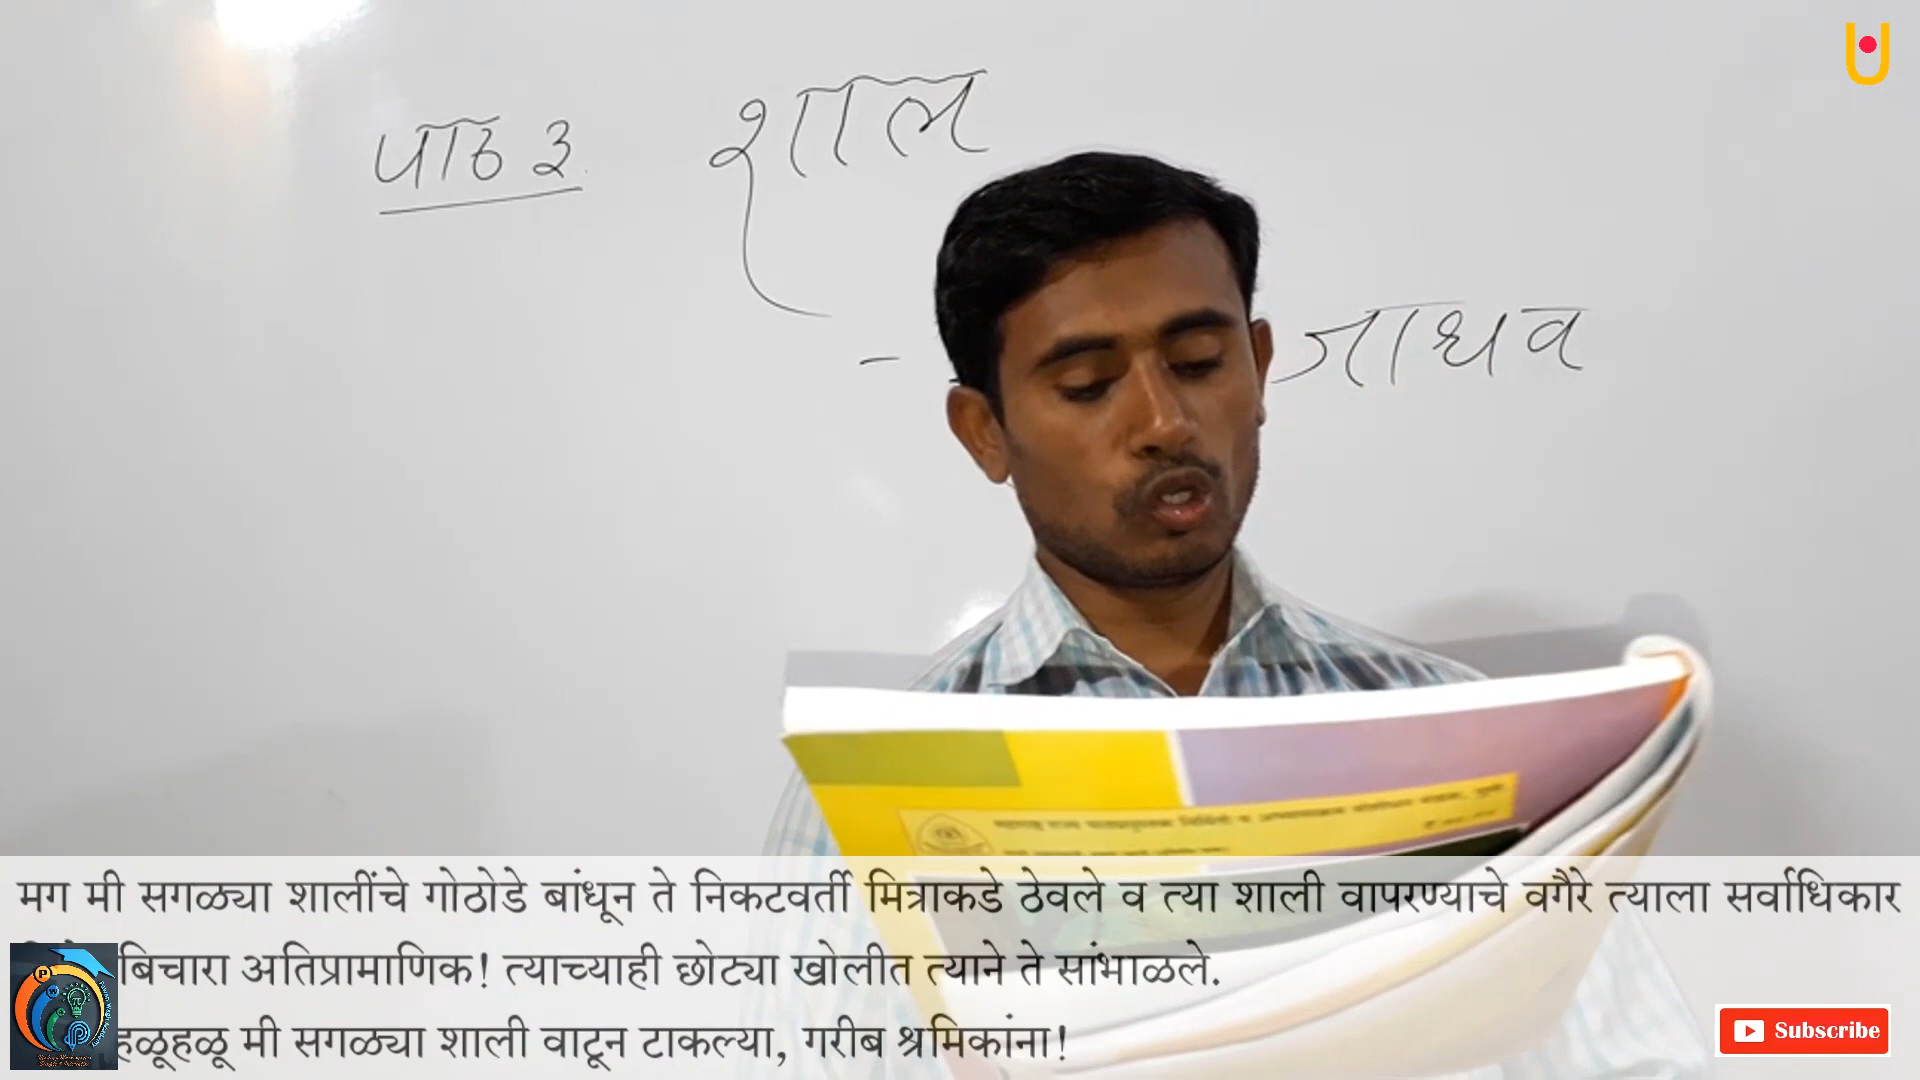 पाठ ३ शाल
- जाधव
मग मी सगळ्या शालींचे गोठोडे बांधून ते निकटवर्ती मित्राकडे ठेवले व त्या शाली वापरण्याचे वगैरे त्याला सर्वाधिकार
बिचारा अतिप्रामाणिक! त्याच्याही छोट्या खोलीत त्याने ते सांभाळले.
हळूहळू मी सगळ्या शाली वाटून टाकल्या, गरीब श्रमिकांना!
Subscribe